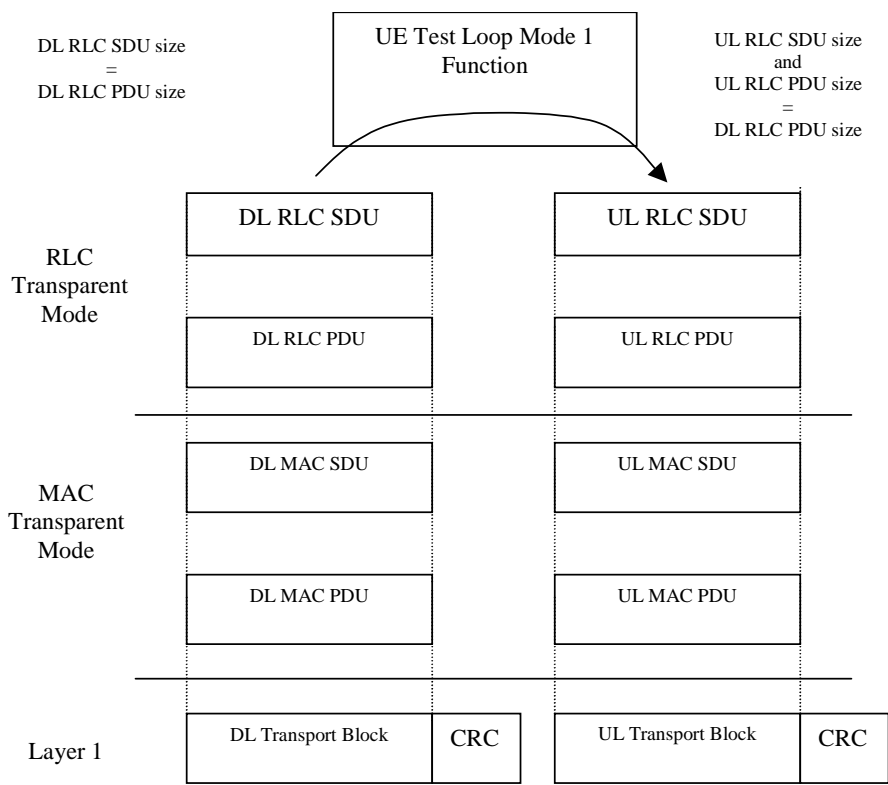 DL RLC SDU size
=
DL RLC PDU size
UE Test Loop Mode 1
Function
UL RLC SDU size
and
UL RLC PDU size
=
DL RLC PDU size
RLC
Transparent
Mode
DL RLC SDU
UL RLC SDU
DL RLC PDU
UL RLC PDU
MAC
Transparent
Mode
DL MAC SDU
UL MAC SDU
DL MAC PDU
UL MAC PDU
Layer 1
DL Transport Block
CRC
UL Transport Block
CRC